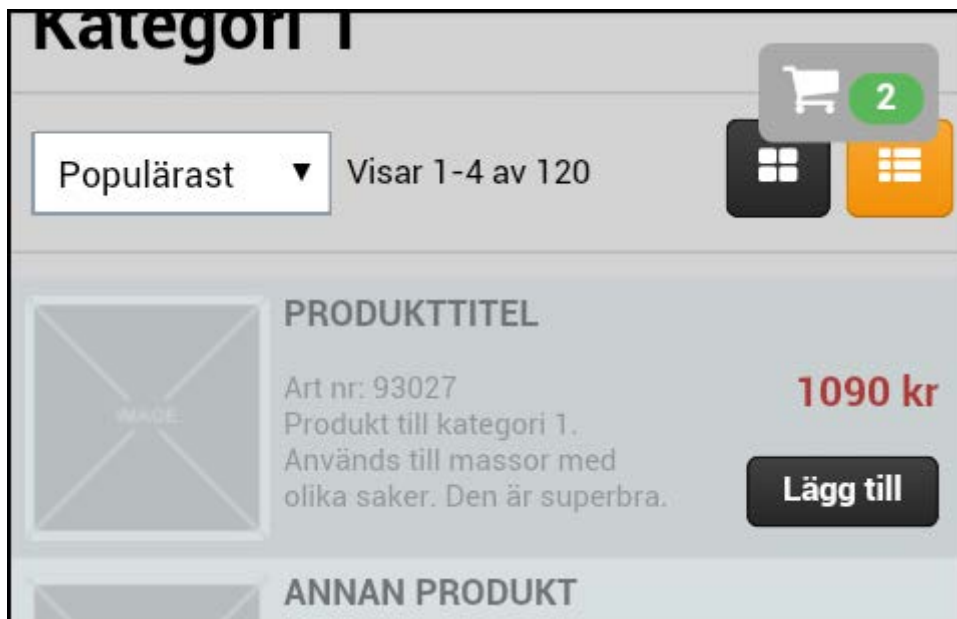 Kategori 1
2
Populärast
Visar 1-4 av 120
PRODUKTTITEL
IMAGE
Art nr: 93027
1090 kr
Produkt till kategori 1.
Används till massor med
olika saker. Den är superbra.
Lägg till
ANNAN PRODUKT